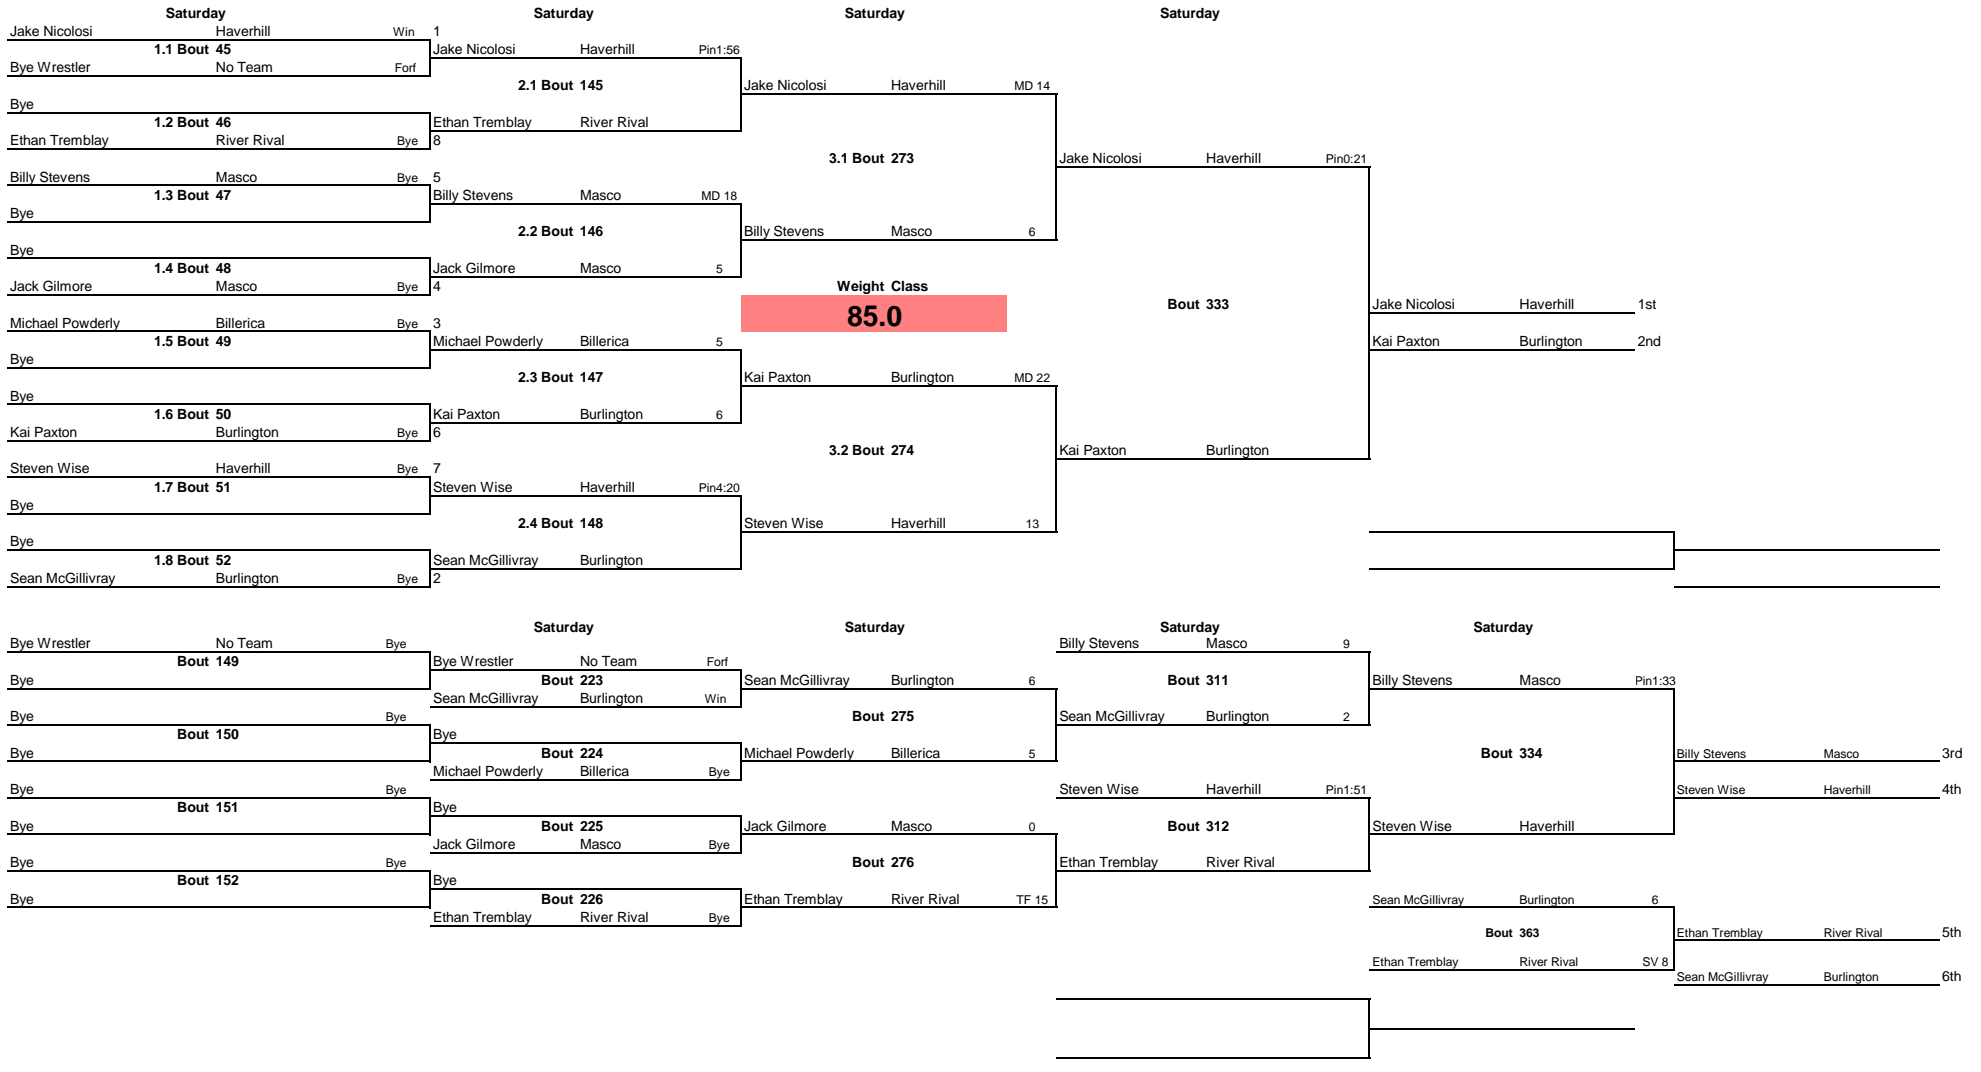 Saturday Saturday Saturday Saturday
Jake Nicolosi Haverhill Win 1
1.1 Bout 45 Jake Nicolosi Haverhill Pin1:56
Bye Wrestler No Team Forf
2.1 Bout 145 Jake Nicolosi Haverhill MD 14
Bye
1.2 Bout 46 Ethan Tremblay River Rival
Ethan Tremblay River Rival Bye 8
3.1 Bout 273 Jake Nicolosi Haverhill Pin0:21
Billy Stevens Masco Bye 5
1.3 Bout 47 Billy Stevens Masco MD 18
Bye
2.2 Bout 146 Billy Stevens Masco 6
Bye
1.4 Bout 48 Jack Gilmore Masco 5
Jack Gilmore Masco Bye 4 Weight Class
Bout 333 Jake Nicolosi Haverhill 1st
85.0
Michael Powderly Billerica Bye 3
1.5 Bout 49 Michael Powderly Billerica 5 Kai Paxton Burlington 2nd
Bye
2.3 Bout 147 Kai Paxton Burlington MD 22
Bye
1.6 Bout 50 Kai Paxton Burlington 6
Kai Paxton Burlington Bye 6
3.2 Bout 274 Kai Paxton Burlington
Steven Wise Haverhill Bye 7
1.7 Bout 51 Steven Wise Haverhill Pin4:20
Bye
2.4 Bout 148 Steven Wise Haverhill 13
Bye
1.8 Bout 52 Sean McGillivray Burlington
Sean McGillivray Burlington Bye 2
Saturday Saturday Saturday Saturday
Bye Wrestler No Team Bye Billy Stevens Masco 9
Bout 149 Bye Wrestler No Team Forf
Bye Bout 223 Sean McGillivray Burlington 6 Bout 311 Billy Stevens Masco Pin1:33
Sean McGillivray Burlington Win
Bye Bye Bout 275 Sean McGillivray Burlington 2
Bout 150 Bye
Bye Bout 224 Michael Powderly Billerica 5 Bout 334 Billy Stevens Masco 3rd
Michael Powderly Billerica Bye
Bye Bye Steven Wise Haverhill Pin1:51 Steven Wise Haverhill 4th
Bout 151 Bye
Bye Bout 225 Jack Gilmore Masco 0 Bout 312 Steven Wise Haverhill
Jack Gilmore Masco Bye
Bye Bye Bout 276 Ethan Tremblay River Rival
Bout 152 Bye
Bye Bout 226 Ethan Tremblay River Rival TF 15 Sean McGillivray Burlington 6
Ethan Tremblay River Rival Bye
Bout 363 Ethan Tremblay River Rival 5th
Ethan Tremblay River Rival SV 8
Sean McGillivray Burlington 6th